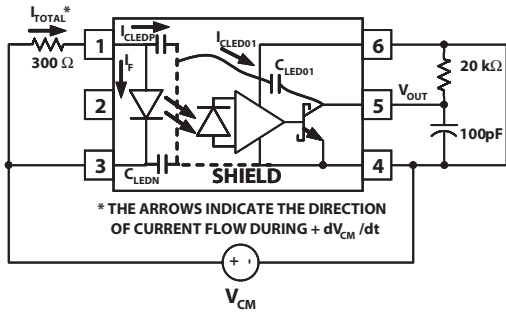 I_TOTAL*
300 Ω
1
2
3
I_CLEDP
I_F
C_LEDN
I_CLED01
C_LED01
SHIELD
6
5
4
V_OUT
20 kΩ
100pF
* THE ARROWS INDICATE THE DIRECTION
OF CURRENT FLOW DURING + dV_CM /dt
+ -
V_CM